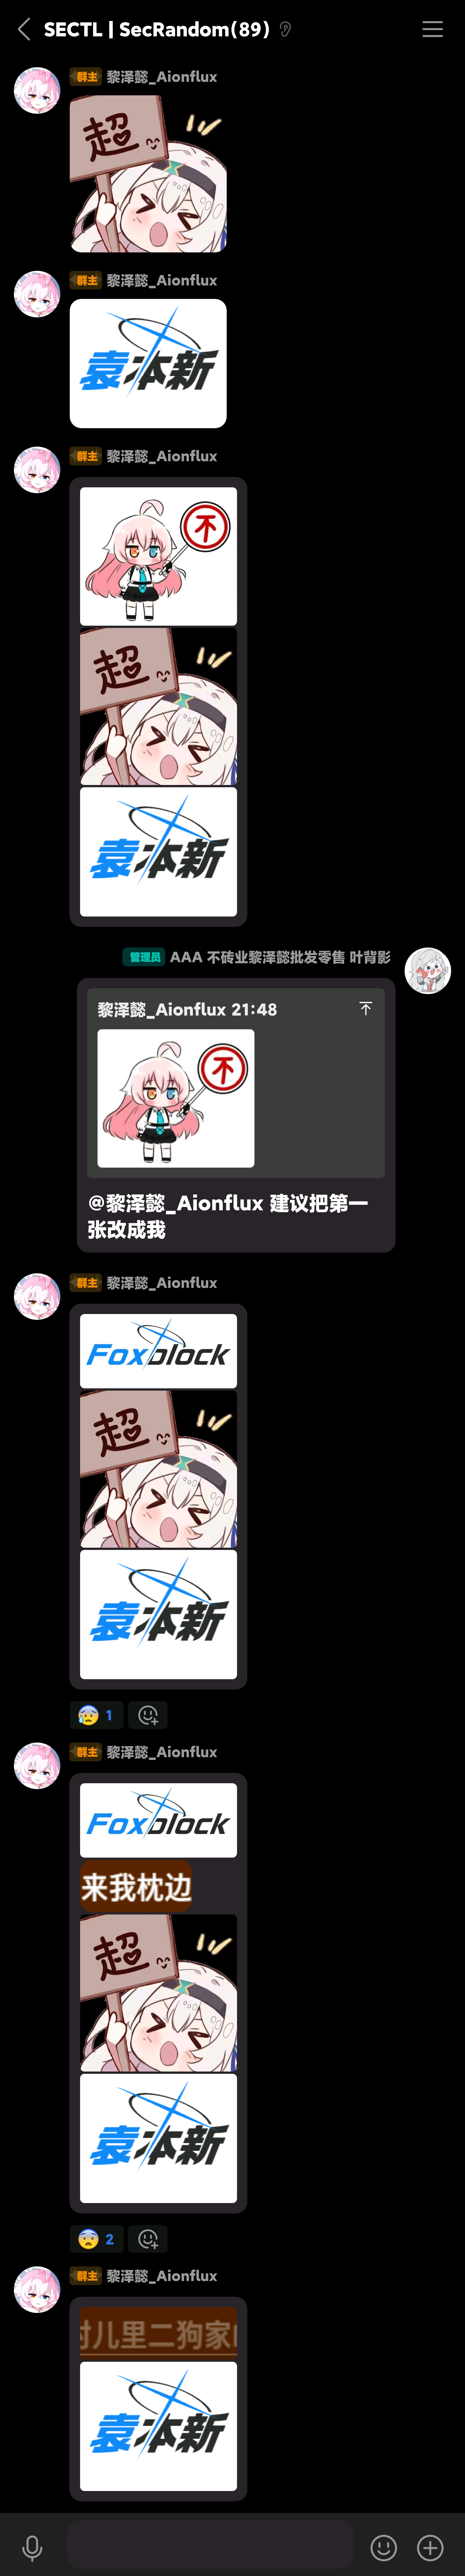 SECTL | SecRandom(89)
群主 黎泽懿_Aionflux
超
群主 黎泽懿_Aionflux
袁本新
群主 黎泽懿_Aionflux
不
超
袁本新
管理员 AAA 不砖业黎泽懿批发零售 叶背影
黎泽懿_Aionflux 21:48
不
@黎泽懿_Aionflux 建议把第一
张改成我
群主 黎泽懿_Aionflux
Foxblock
超
袁本新
1
群主 黎泽懿_Aionflux
Foxblock
来我枕边
超
袁本新
2
群主 黎泽懿_Aionflux
村儿里二狗家
袁本新